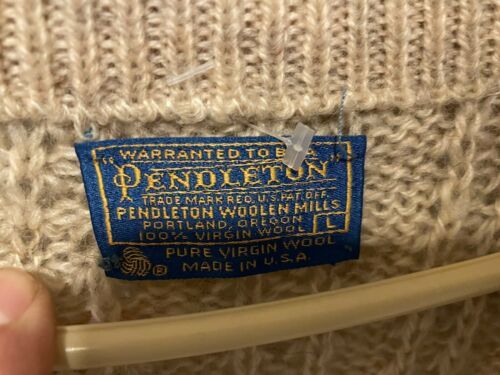 "WARRANTED TO BE A
PENDLETON
TRADE MARK REG. U.S. PAT. OFF.
PENDLETON WOOLEN MILLS
PORTLAND, OREGON
100% VIRGIN WOOL L
PURE VIRGIN WOOL
® MADE IN U.S.A.